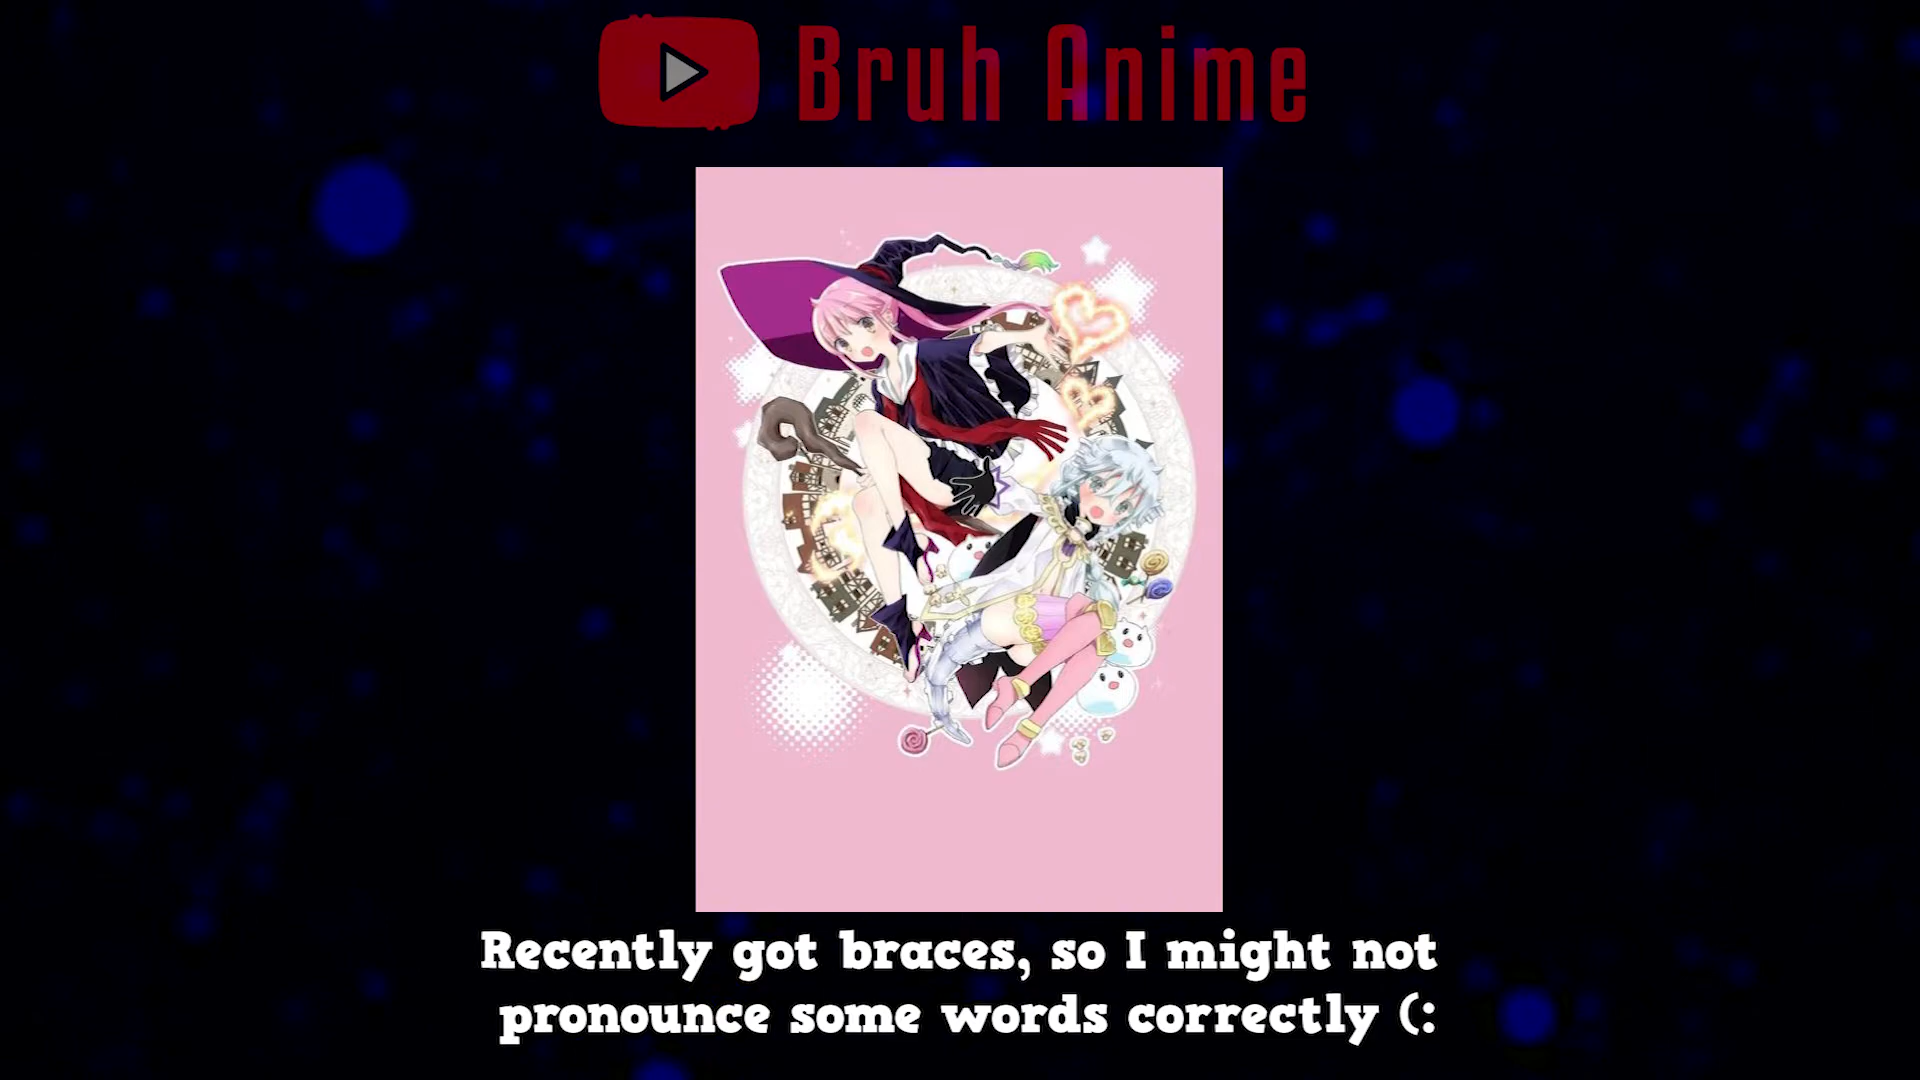 Bruh Anime
Recently got braces, so I might not
pronounce some words correctly (: